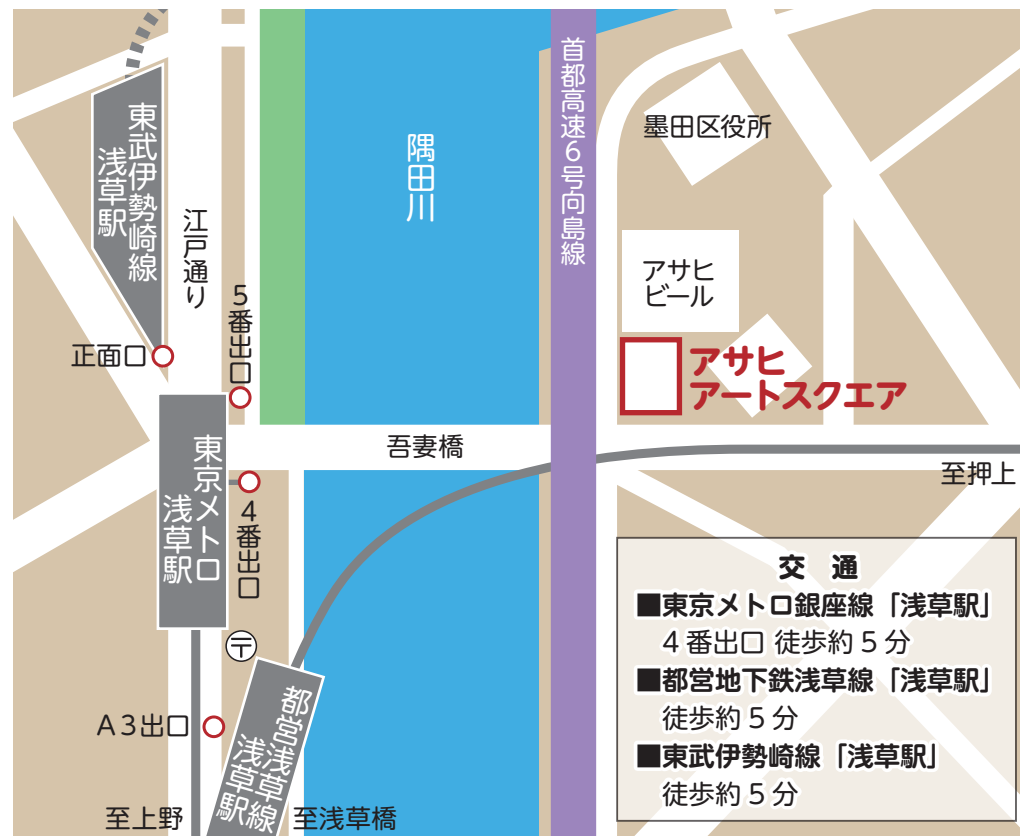 東武伊勢崎線
浅草駅
江戸通り
隅田川
首都高速6号向島線
墨田区役所
アサヒ
ビール
アサヒ
アートスクエア
正面口
5番出口
吾妻橋
至押上
東京メトロ
浅草駅
4番出口
〒
A3出口
都営浅草線
浅草駅
至上野
至浅草橋
交 通
■東京メトロ銀座線「浅草駅」
4番出口 徒歩約5分
■都営地下鉄浅草線「浅草駅」
徒歩約5分
■東武伊勢崎線「浅草駅」
徒歩約5分